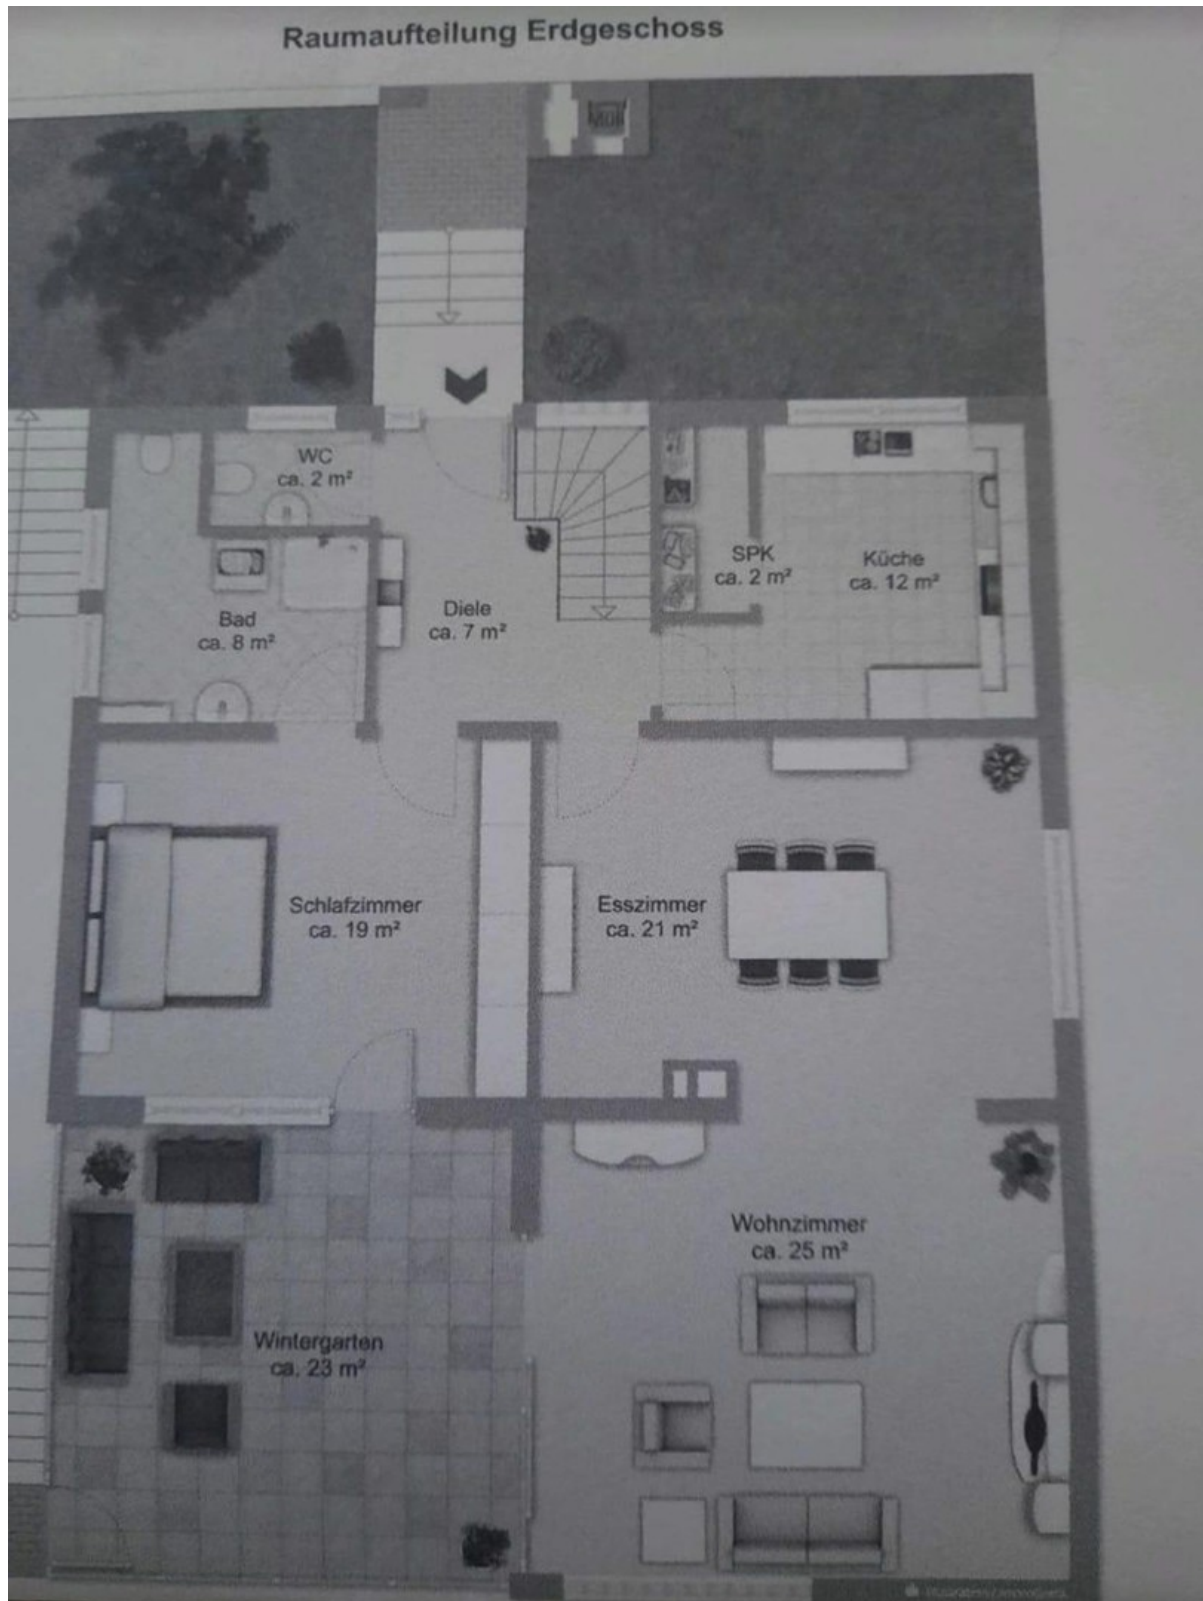 Raumaufteilung Erdgeschoss
WC
ca. 2 m²
SPK
ca. 2 m²
Küche
ca. 12 m²
Diele
ca. 7 m²
Bad
ca. 8 m²
Schlafzimmer
ca. 19 m²
Esszimmer
ca. 21 m²
Wohnzimmer
ca. 25 m²
Wintergarten
ca. 23 m²